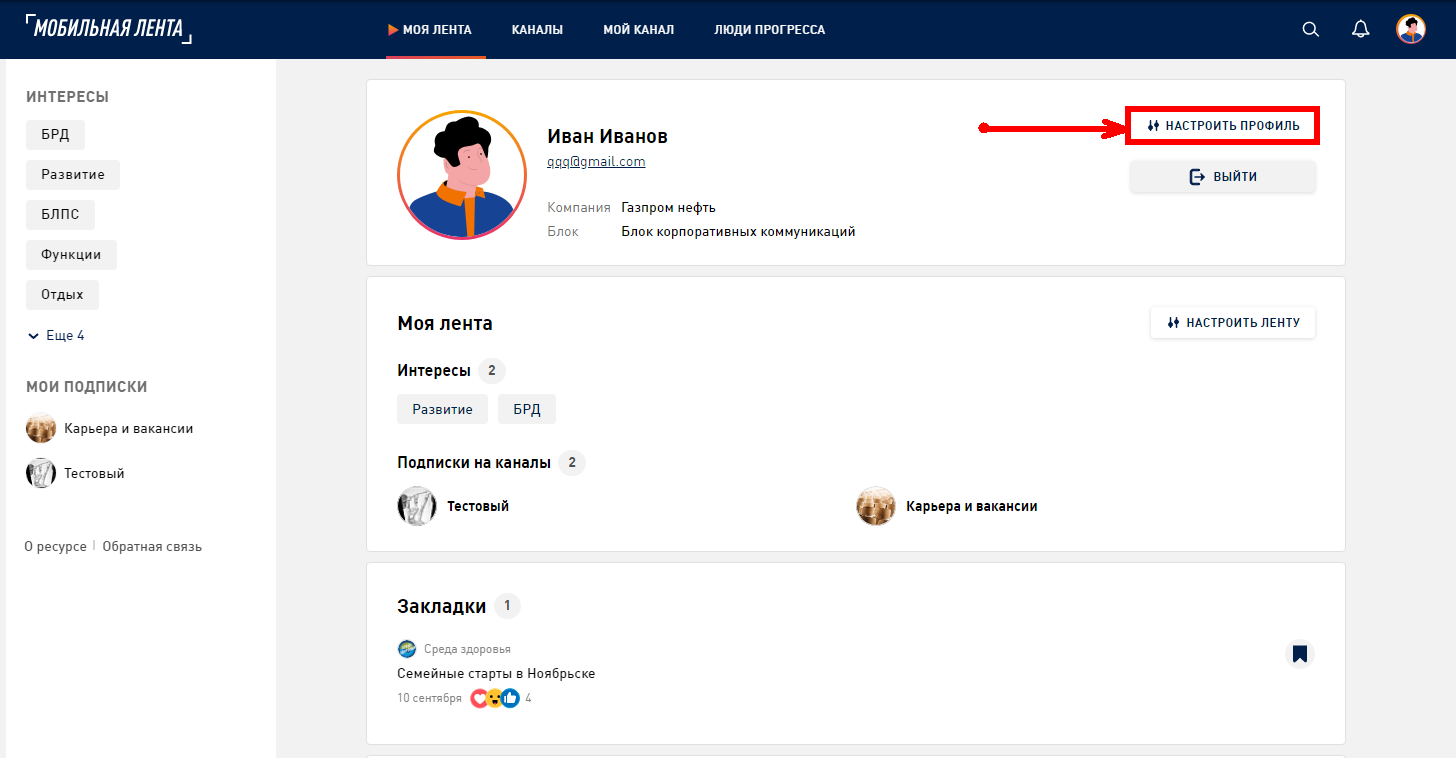 МОБИЛЬНАЯ ЛЕНТА
МОЯ ЛЕНТА
КАНАЛЫ
МОЙ КАНАЛ
ЛЮДИ ПРОГРЕССА
ИНТЕРЕСЫ
БРД
Развитие
БЛПС
Функции
Отдых
Еще 4
МОИ ПОДПИСКИ
Карьера и вакансии
Тестовый
О ресурсе
Обратная связь
Иван Иванов
qqq@gmail.com
Компания Газпром нефть
Блок Блок корпоративных коммуникаций
НАСТРОИТЬ ПРОФИЛЬ
ВЫЙТИ
Моя лента
НАСТРОИТЬ ЛЕНТУ
Интересы 2
Развитие
БРД
Подписки на каналы 2
Тестовый
Карьера и вакансии
Закладки 1
Среда здоровья
Семейные старты в Ноябрьске
10 сентября 4